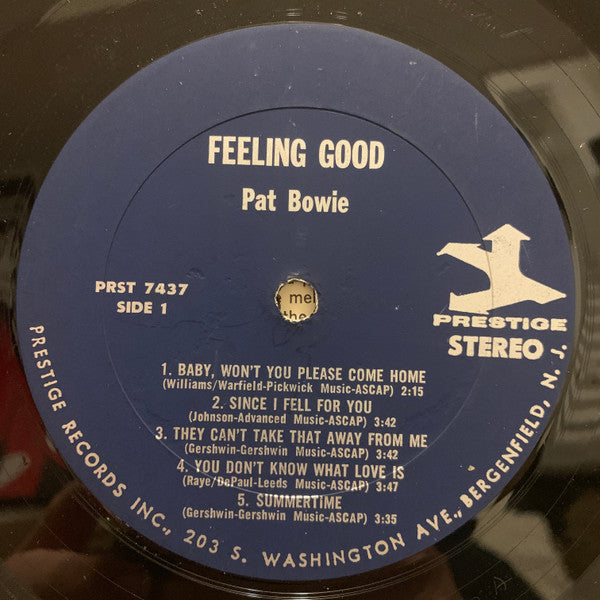 FEELING GOOD
Pat Bowie
PRST 7437
SIDE 1
PRESTIGE
STEREO
mel
the
1. BABY, WON'T YOU PLEASE COME HOME
(Williams/Warfield-Pickwick Music-ASCAP) 2:15
2. SINCE I FELL FOR YOU
(Johnson-Advanced Music-ASCAP) 3:42
3. THEY CAN'T TAKE THAT AWAY FROM ME
(Gershwin-Gershwin Music-ASCAP) 3:42
4. YOU DON'T KNOW WHAT LOVE IS
(Raye/DePaul-Leeds Music-ASCAP) 3:47
5. SUMMERTIME
(Gershwin-Gershwin Music-ASCAP) 3:35
PRESTIGE RECORDS INC., 203 S. WASHINGTON AVE., BERGENFIELD, N. J.